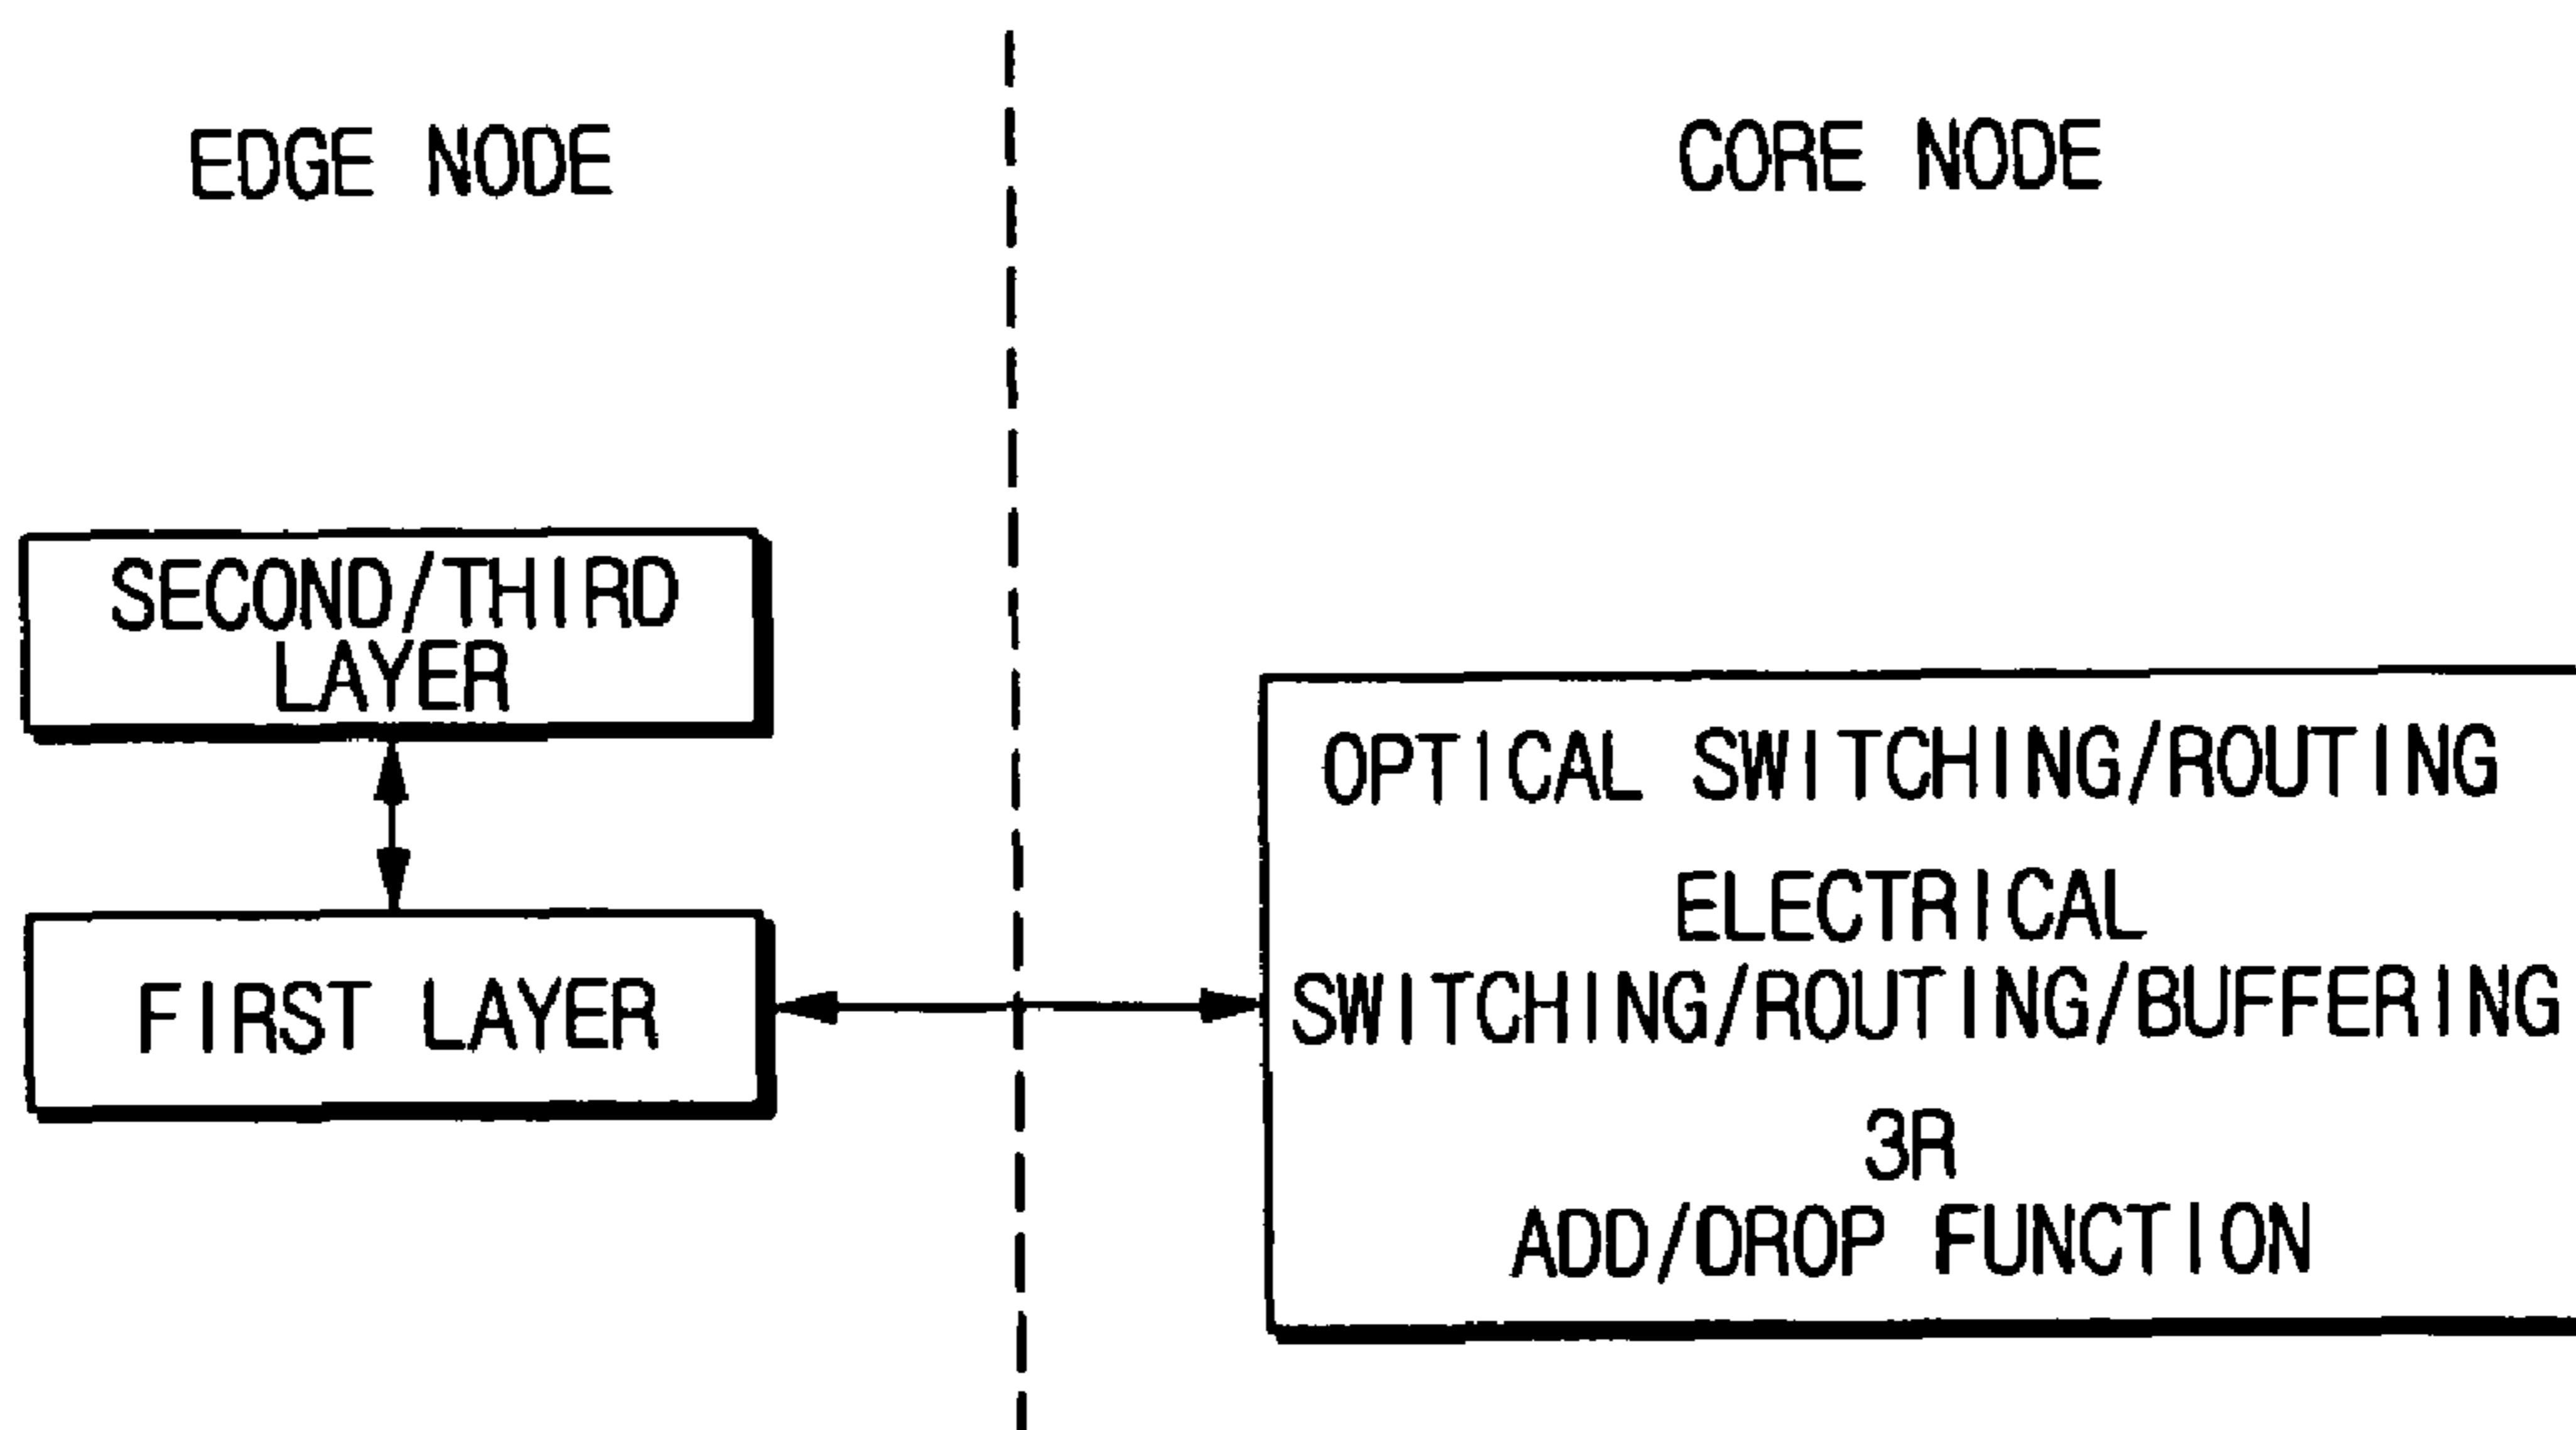 EDGE NODE
CORE NODE
SECOND/THIRD
LAYER
FIRST LAYER
OPTICAL SWITCHING/ROUTING
ELECTRICAL
SWITCHING/ROUTING/BUFFERING
3R
ADD/DROP FUNCTION